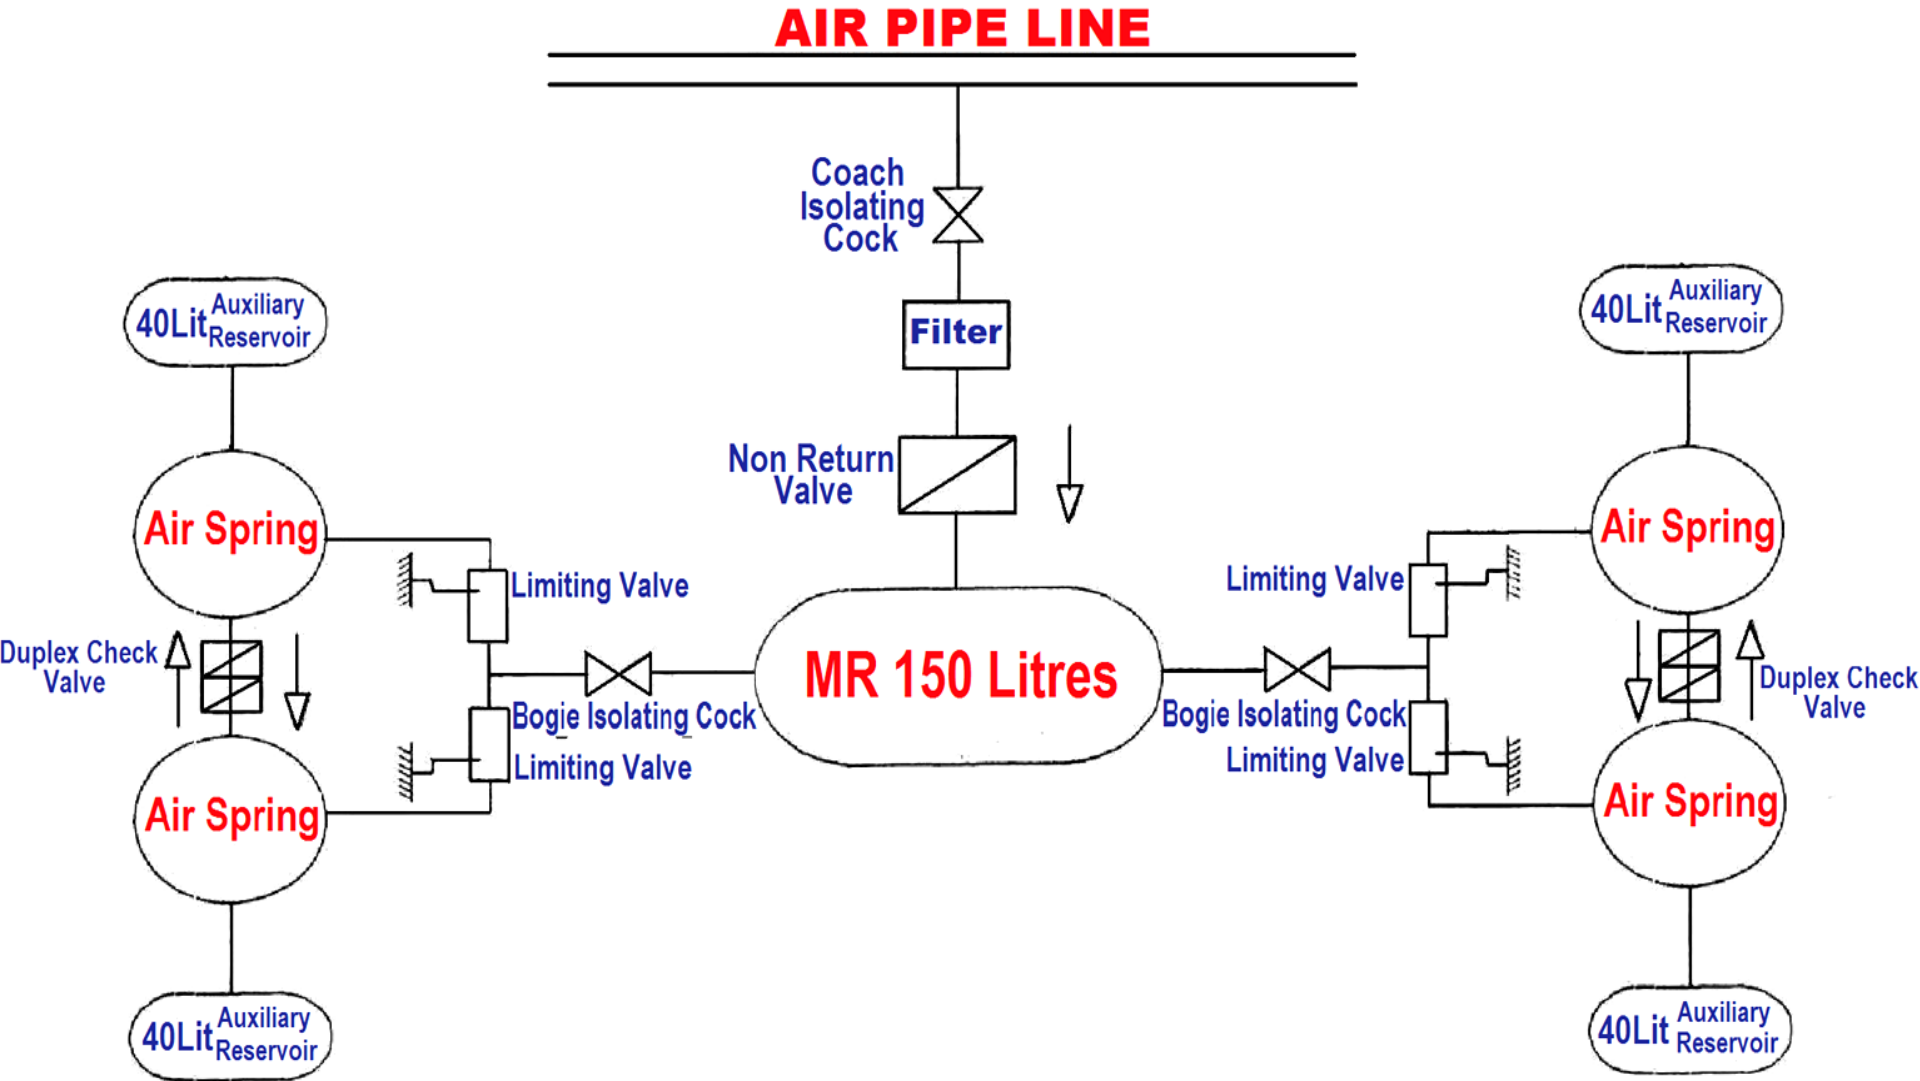 AIR PIPE LINE
Coach
Isolating
Cock
Filter
Non Return
Valve
40Lit Auxiliary
Reservoir
Air Spring
Limiting Valve
Duplex Check
Valve
Bogie Isolating Cock
Limiting Valve
Air Spring
40Lit Auxiliary
Reservoir
MR 150 Litres
40Lit Auxiliary
Reservoir
Air Spring
Limiting Valve
Duplex Check
Valve
Bogie Isolating Cock
Limiting Valve
Air Spring
40Lit Auxiliary
Reservoir